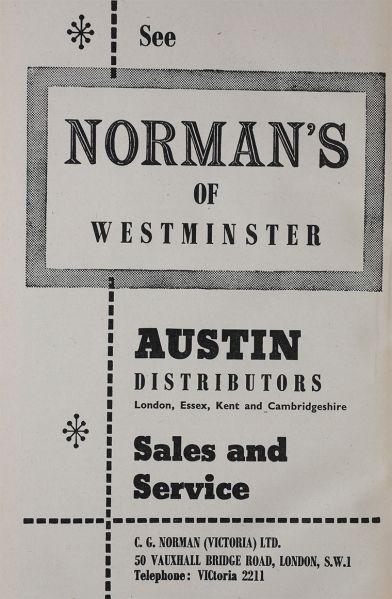 See
NORMAN'S
OF
WESTMINSTER
AUSTIN
DISTRIBUTORS
London, Essex, Kent and Cambridgeshire
Sales and
Service
C. G. NORMAN (VICTORIA) LTD.
50 VAUXHALL BRIDGE ROAD, LONDON, S.W.1
Telephone: VICtoria 2211